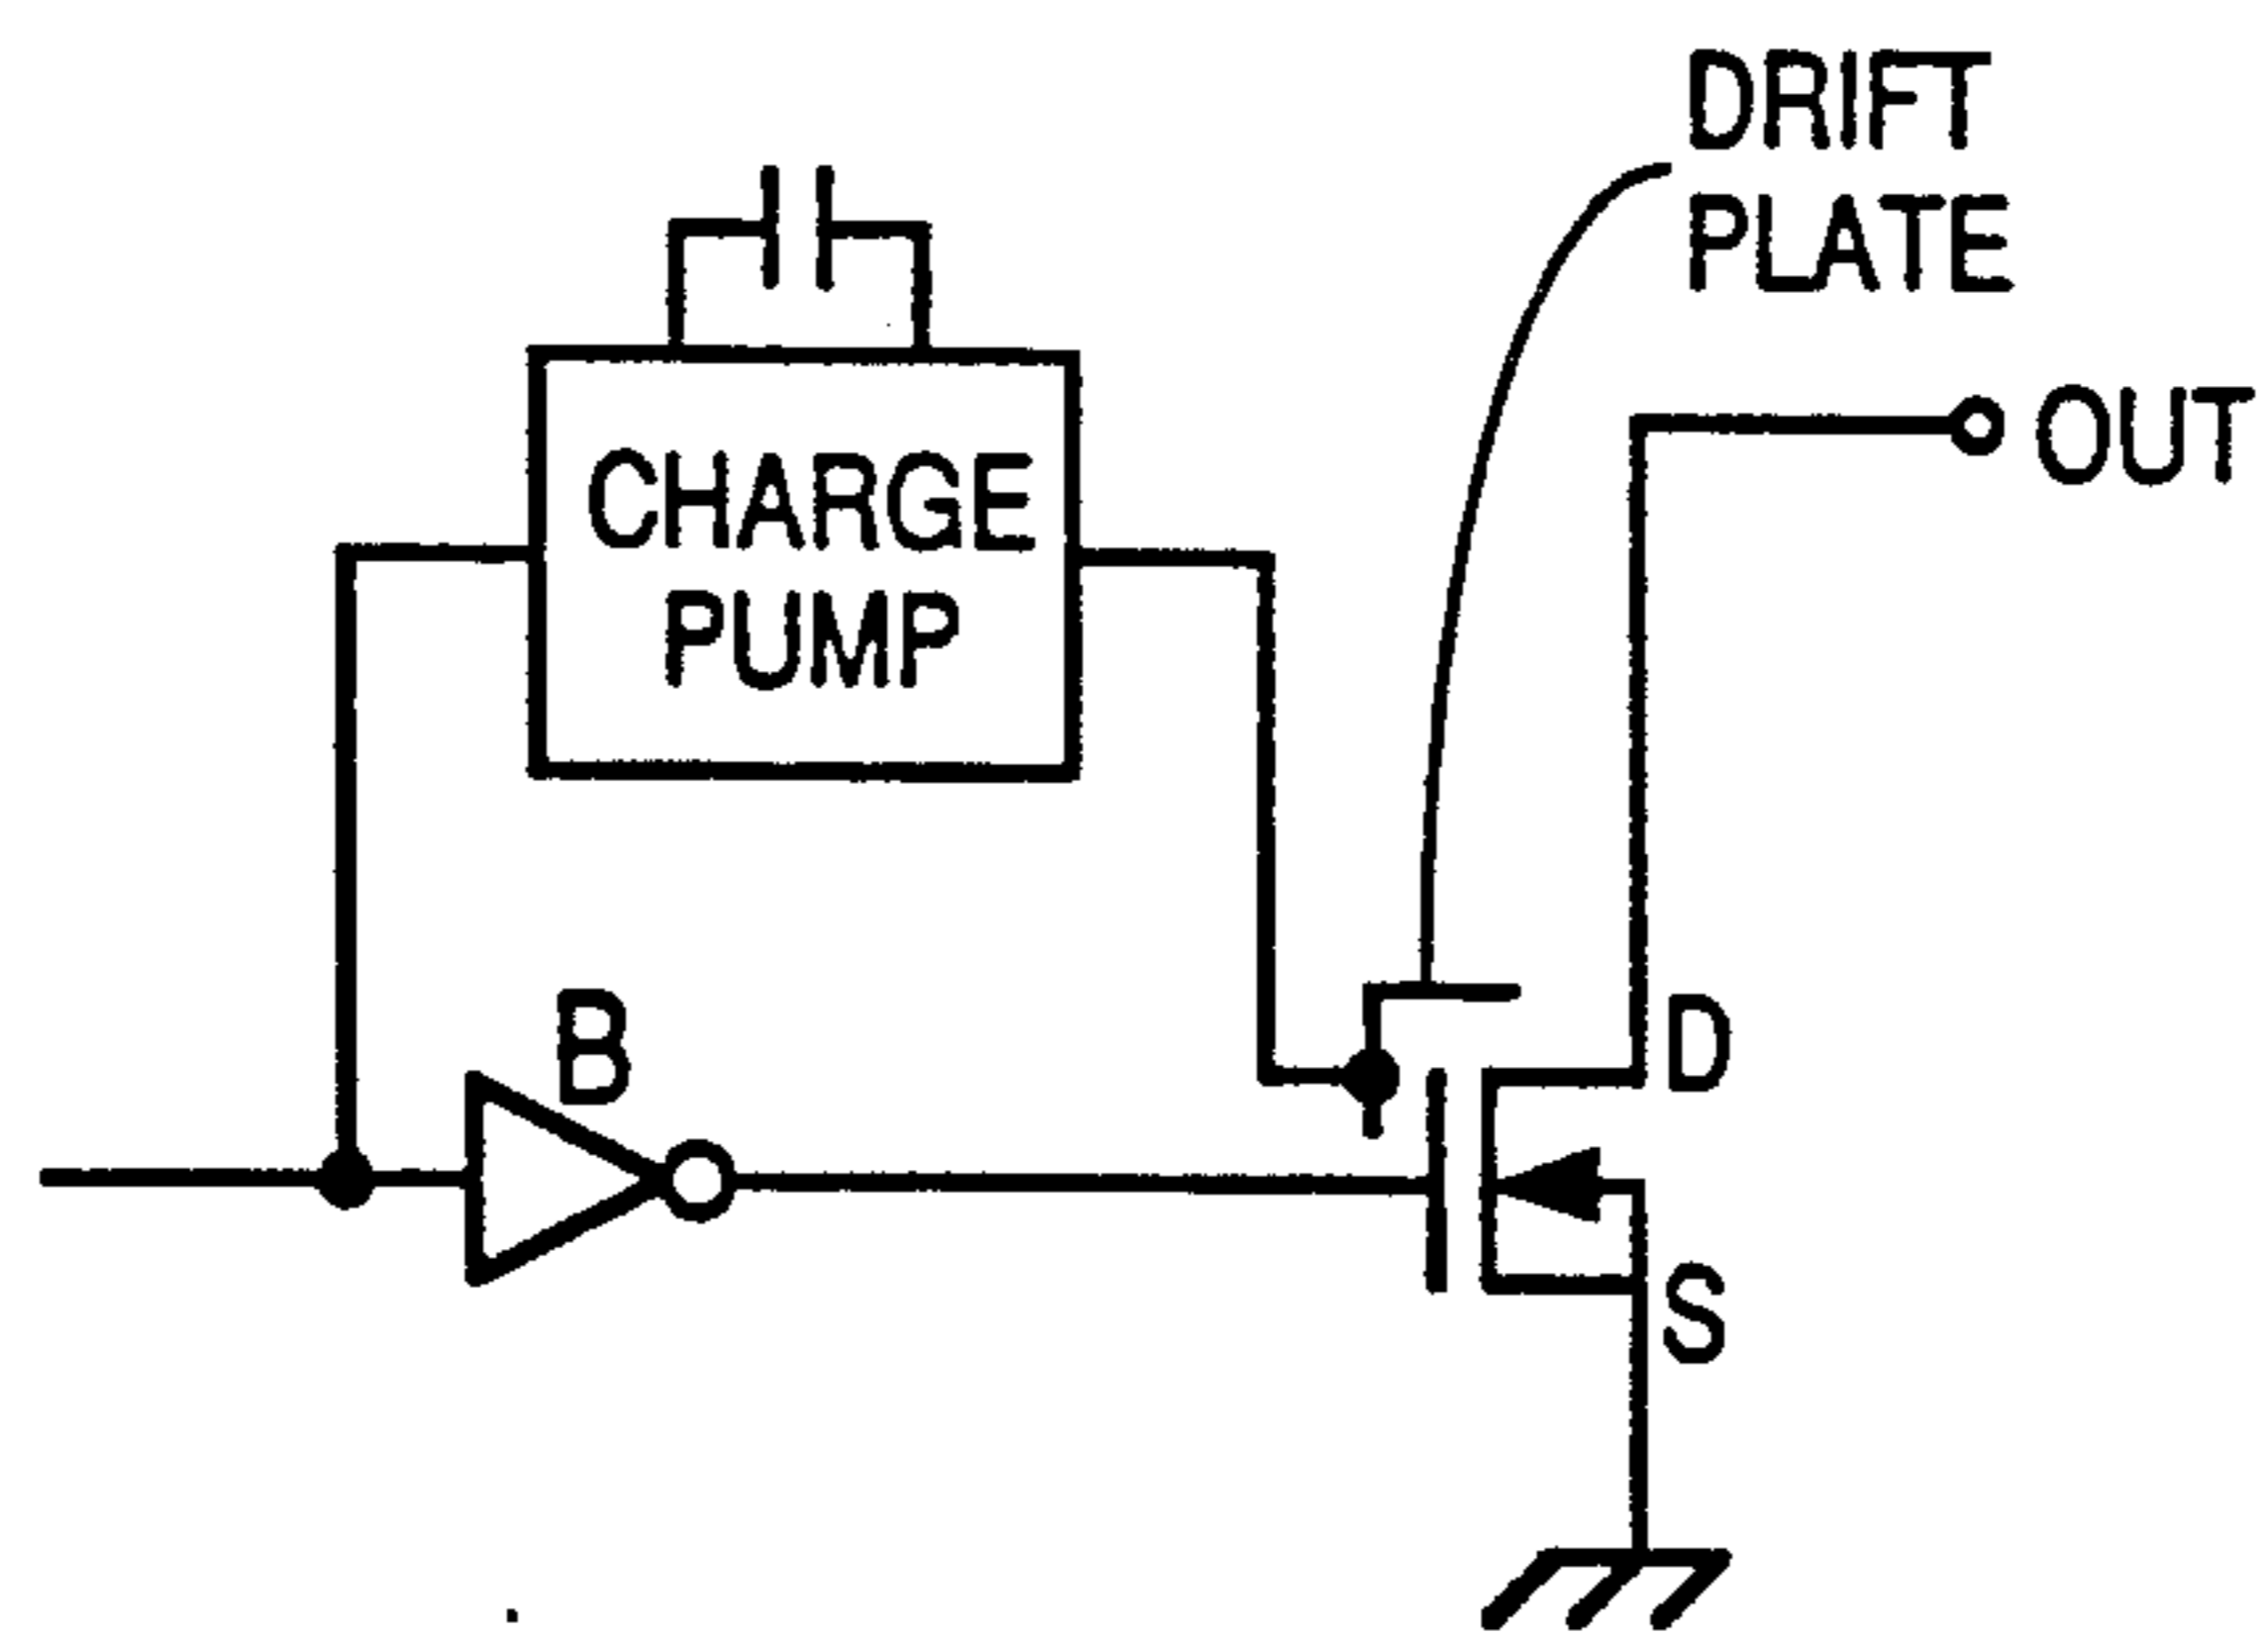 DRIFT
PLATE
OUT
CHARGE
PUMP
B
D
S